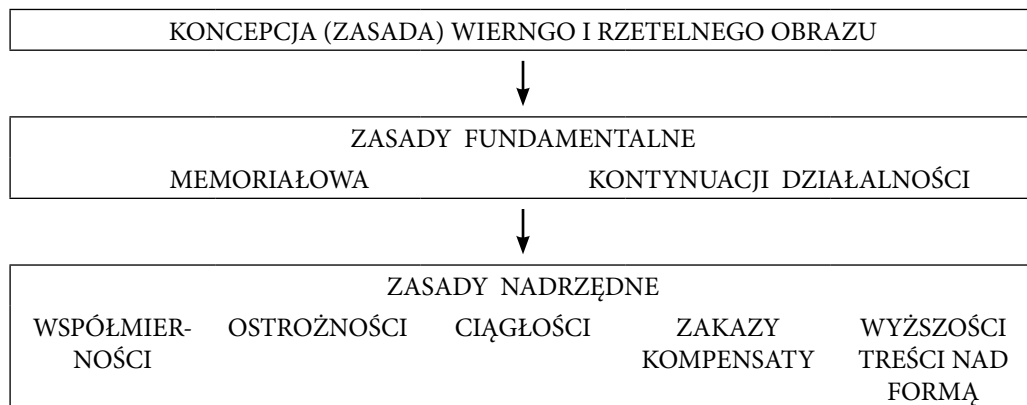 KONCEPCJA (ZASADA) WIERNGO I RZETELNEGO OBRAZU
ZASADY FUNDAMENTALNE
MEMORIAŁOWA KONTYNUACJI DZIAŁALNOŚCI
ZASADY NADRZĘDNE
WSPÓŁMIER- OSTROŻNOŚCI CIĄGŁOŚCI ZAKAZY WYŻSZOŚCI
NOŚCI KOMPENSATY TREŚCI NAD
FORMĄ